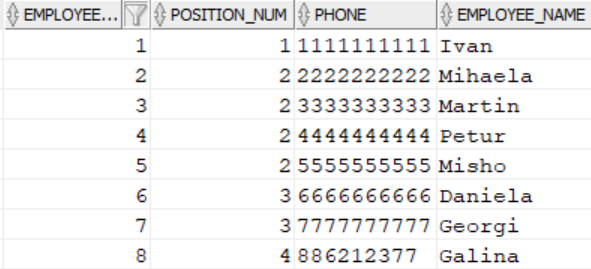 EMPLOYEE... POSITION_NUM PHONE EMPLOYEE_NAME
1 1 1111111111 Ivan
2 2 2222222222 Mihaela
3 2 3333333333 Martin
4 2 4444444444 Petur
5 2 5555555555 Misho
6 3 6666666666 Daniela
7 3 7777777777 Georgi
8 4 886212377 Galina